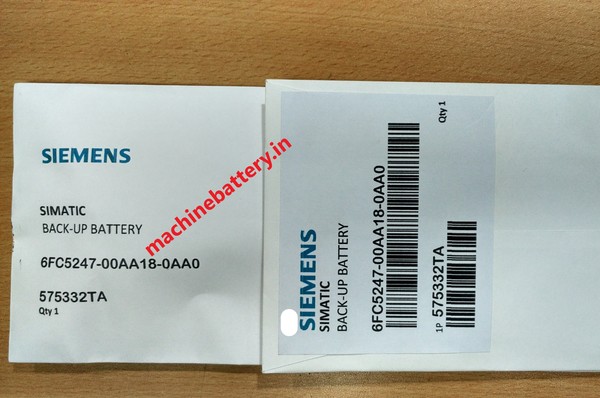 SIEMENS
SIMATIC
BACK-UP BATTERY
6FC5247-00AA18-0AA0
575332TA
Qty 1
machinebattery.in
SIEMENS
SIMATIC
BACK-UP BATTERY
6FC5247-00AA18-0AA0
1P 575332TA
Qty 1